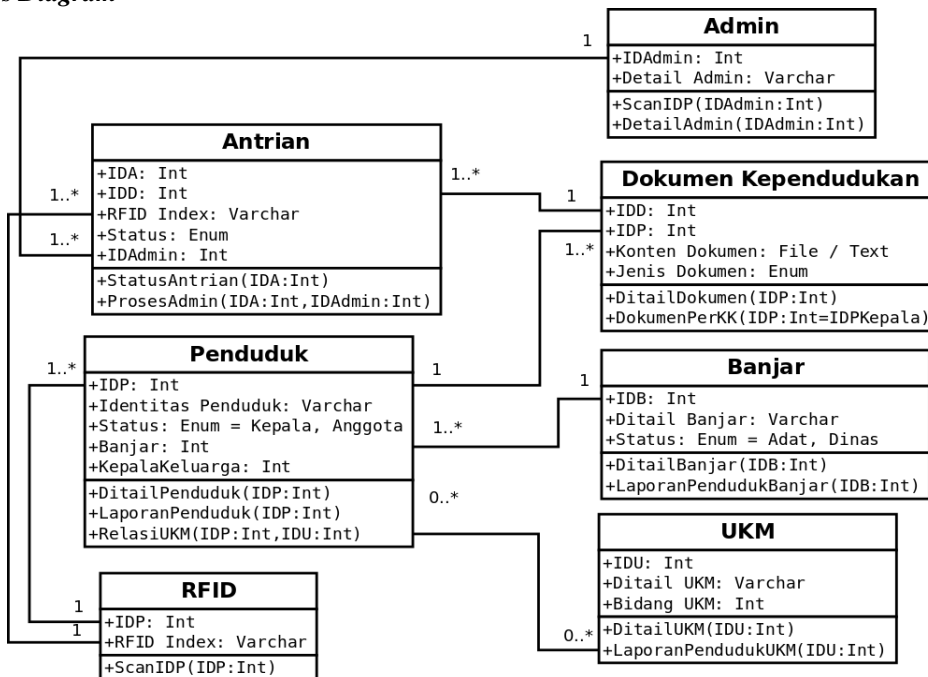 Admin
+IDAdmin: Int
+Detail Admin: Varchar
+ScanIDP(IDAdmin:Int)
+DetailAdmin(IDAdmin:Int)
1
Antrian
+IDA: Int
+IDD: Int
+RFID Index: Varchar
+Status: Enum
+IDAdmin: Int
+StatusAntrian(IDA:Int)
+ProsesAdmin(IDA:Int,IDAdmin:Int)
1..*
1..*
1..*
Dokumen Kependudukan
+IDD: Int
+IDP: Int
+Konten Dokumen: File / Text
+Jenis Dokumen: Enum
+DitailDokumen(IDP:Int)
+DokumenPerKK(IDP:Int=IDPKepala)
1
1..*
Penduduk
+IDP: Int
+Identitas Penduduk: Varchar
+Status: Enum = Kepala, Anggota
+Banjar: Int
+KepalaKeluarga: Int
+DitailPenduduk(IDP:Int)
+LaporanPenduduk(IDP:Int)
+RelasiUKM(IDP:Int,IDU:Int)
1..*
1
1..*
0..*
Banjar
+IDB: Int
+Ditail Banjar: Varchar
+Status: Enum = Adat, Dinas
+DitailBanjar(IDB:Int)
+LaporanPendudukBanjar(IDB:Int)
1
UKM
+IDU: Int
+Ditail UKM: Varchar
+Bidang UKM: Int
+DitailUKM(IDU:Int)
+LaporanPendudukUKM(IDU:Int)
0..*
RFID
+IDP: Int
+RFID Index: Varchar
+ScanIDP(IDP:Int)
1
1